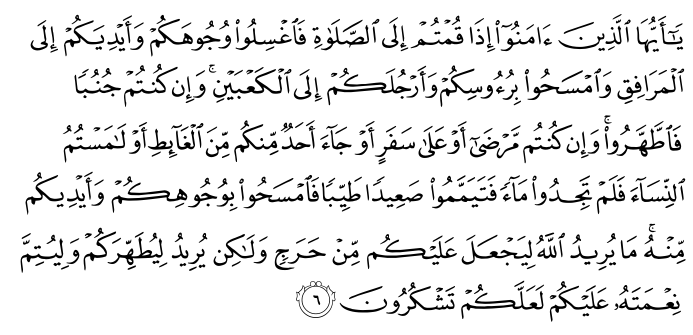 يَٰٓأَيُّهَا ٱلَّذِينَ ءَامَنُوٓاْ إِذَا قُمۡتُمۡ إِلَى ٱلصَّلَوٰةِ فَٱغۡسِلُواْ وُجُوهَكُمۡ وَأَيۡدِيَكُمۡ إِلَى
ٱلۡمَرَافِقِ وَٱمۡسَحُواْ بِرُءُوسِكُمۡ وَأَرۡجُلَكُمۡ إِلَى ٱلۡكَعۡبَيۡنِۚ وَإِن كُنتُمۡ جُنُبٗا
فَٱطَّهَّرُواْۚ وَإِن كُنتُم مَّرۡضَىٰٓ أَوۡ عَلَىٰ سَفَرٍ أَوۡ جَآءَ أَحَدٞ مِّنكُم مِّنَ ٱلۡغَآئِطِ أَوۡ لَٰمَسۡتُمُ
ٱلنِّسَآءَ فَلَمۡ تَجِدُواْ مَآءٗ فَتَيَمَّمُواْ صَعِيدٗا طَيِّبٗا فَٱمۡسَحُواْ بِوُجُوهِكُمۡ وَأَيۡدِيكُم
مِّنۡهُۚ مَا يُرِيدُ ٱللَّهُ لِيَجۡعَلَ عَلَيۡكُم مِّنۡ حَرَجٖ وَلَٰكِن يُرِيدُ لِيُطَهِّرَكُمۡ وَلِيُتِمَّ
نِعۡمَتَهُۥ عَلَيۡكُمۡ لَعَلَّكُمۡ تَشۡكُرُونَ ٦